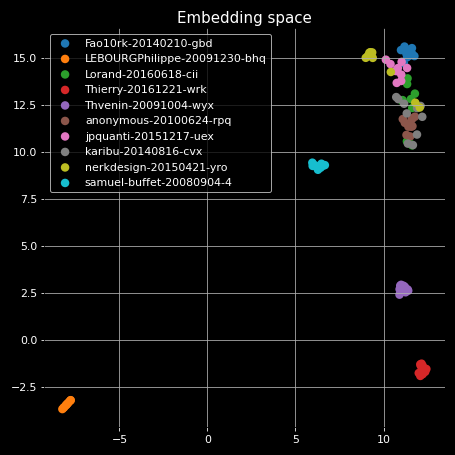 Embedding space
Fao10rk-20140210-gbd
LEBOURGPhilippe-20091230-bhq
Lorand-20160618-cii
Thierry-20161221-wrk
Thvenin-20091004-wyx
anonymous-20100624-rpq
jpquanti-20151217-uex
karibu-20140816-cvx
nerkdesign-20150421-yro
samuel-buffet-20080904-4
15.0
12.5
10.0
7.5
5.0
2.5
0.0
−2.5
−5
0
5
10